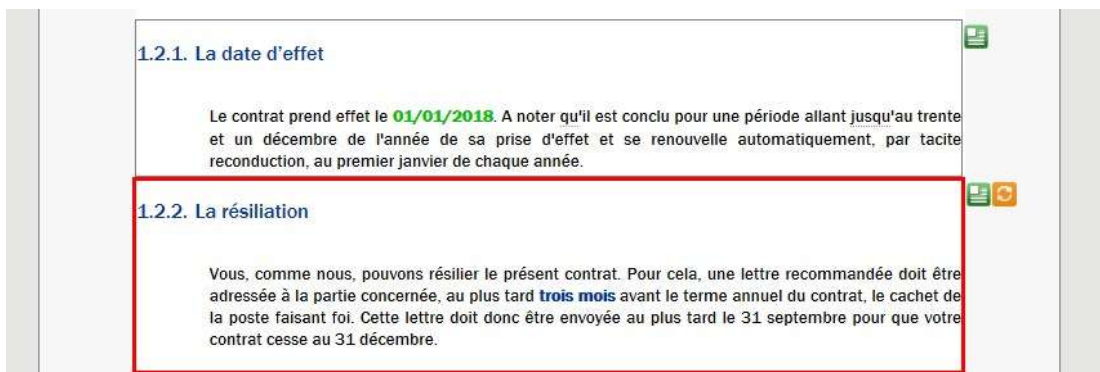 1.2.1. La date d'effet
Le contrat prend effet le 01/01/2018. A noter qu'il est conclu pour une période allant jusqu'au trente
et un décembre de l'année de sa prise d'effet et se renouvelle automatiquement, par tacite
reconduction, au premier janvier de chaque année.
1.2.2. La résiliation
Vous, comme nous, pouvons résilier le présent contrat. Pour cela, une lettre recommandée doit être
adressée à la partie concernée, au plus tard trois mois avant le terme annuel du contrat, le cachet de
la poste faisant foi. Cette lettre doit donc être envoyée au plus tard le 31 septembre pour que votre
contrat cesse au 31 décembre.